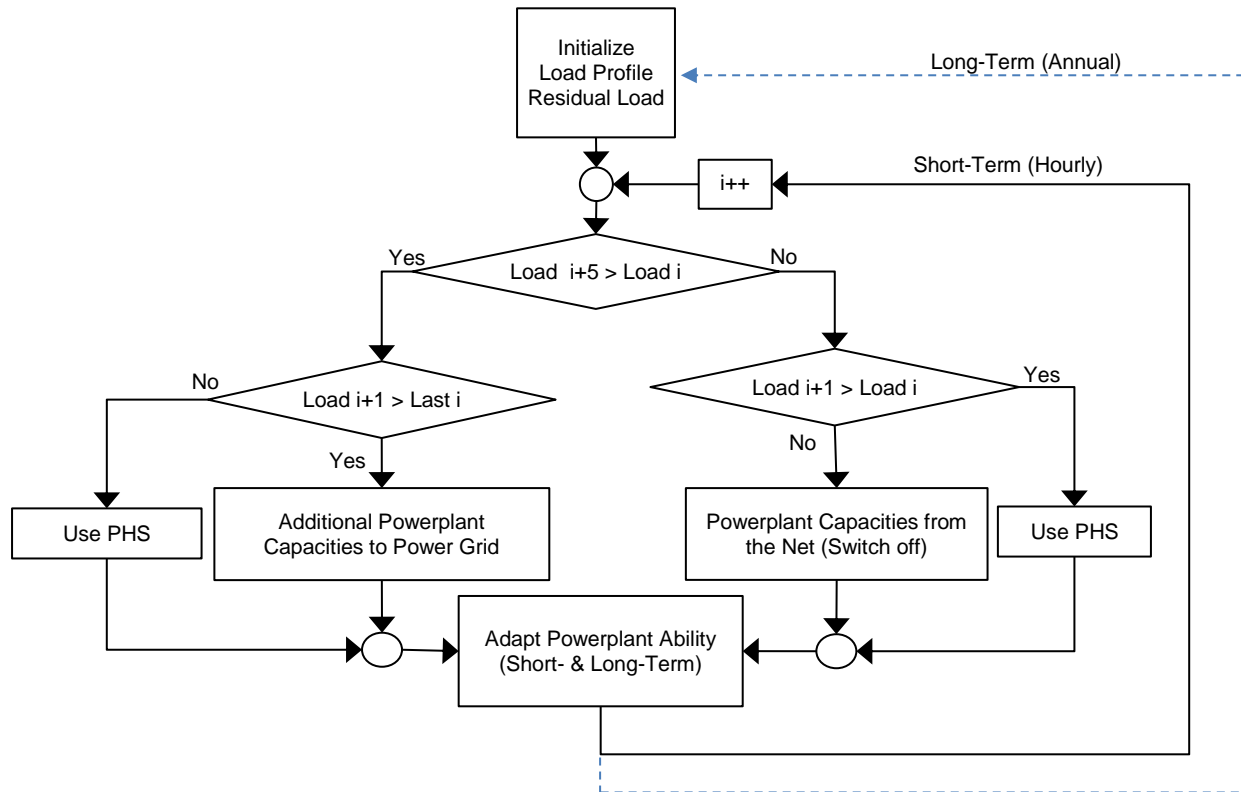 Initialize
Load Profile
Residual Load
Long-Term (Annual)
Short-Term (Hourly)
i++
Yes
Load i+5 > Load i
No
No
Load i+1 > Last i
Yes
Load i+1 > Load i
Yes
No
Use PHS
Additional Powerplant
Capacities to Power Grid
Powerplant Capacities from
the Net (Switch off)
Use PHS
Adapt Powerplant Ability
(Short- & Long-Term)